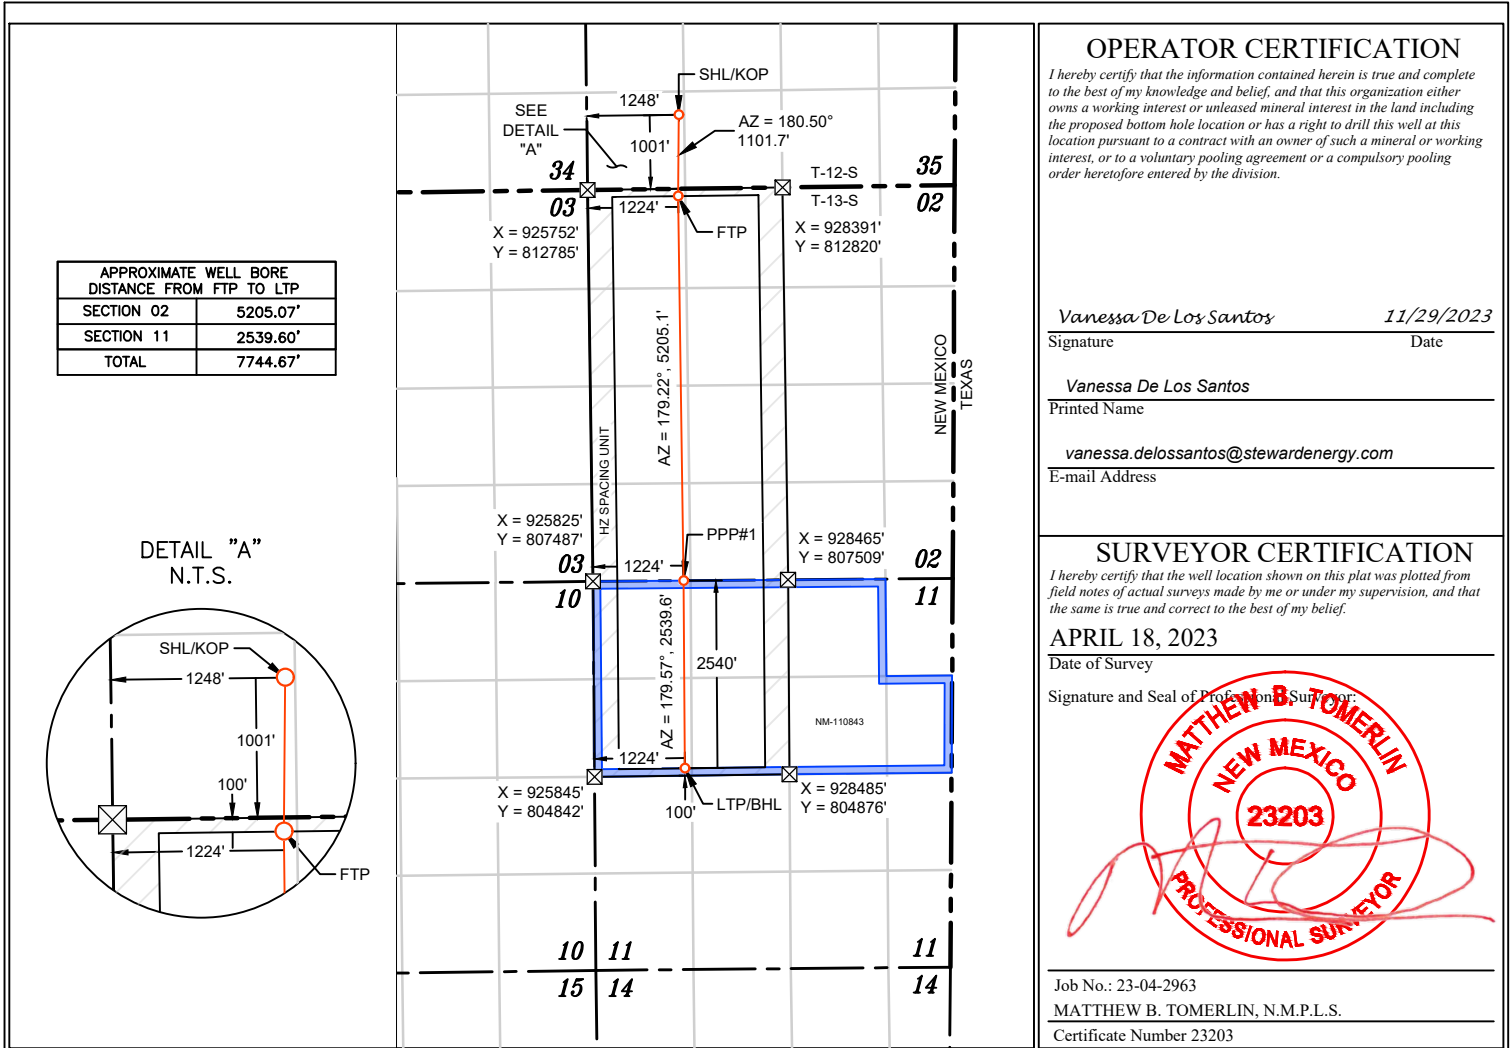 APPROXIMATE WELL BORE
DISTANCE FROM FTP TO LTP
SECTION 02 5205.07'
SECTION 11 2539.60'
TOTAL 7744.67'
DETAIL "A"
N.T.S.
SHL/KOP
1248'
1001'
100'
1224'
FTP
SHL/KOP
1248'
SEE
DETAIL
"A"
AZ = 180.50°
1101.7'
1001'
34
T-12-S
35
03
T-13-S
02
1224'
FTP
X = 925752'
Y = 812785'
X = 928391'
Y = 812820'
AZ = 179.22°, 5205.1'
HZ SPACING UNIT
NEW MEXICO
TEXAS
X = 925825'
Y = 807487'
PPP#1
X = 928465'
Y = 807509'
03
1224'
02
10
11
AZ = 179.57°, 2539.6'
2540'
NM-110843
1224'
X = 925845'
Y = 804842'
LTP/BHL
100'
X = 928485'
Y = 804876'
10 11
11
15 14
14
OPERATOR CERTIFICATION
I hereby certify that the information contained herein is true and complete
to the best of my knowledge and belief, and that this organization either
owns a working interest or unleased mineral interest in the land including
the proposed bottom hole location or has a right to drill this well at this
location pursuant to a contract with an owner of such a mineral or working
interest, or to a voluntary pooling agreement or a compulsory pooling
order heretofore entered by the division.
Vanessa De Los Santos 11/29/2023
Signature Date
Vanessa De Los Santos
Printed Name
vanessa.delossantos@stewardenergy.com
E-mail Address
SURVEYOR CERTIFICATION
I hereby certify that the well location shown on this plat was plotted from
field notes of actual surveys made by me or under my supervision, and that
the same is true and correct to the best of my belief.
APRIL 18, 2023
Date of Survey
Signature and Seal of Professional Surveyor:
MATTHEW B. TOMERLIN
NEW MEXICO
23203
PROFESSIONAL SURVEYOR
Job No.: 23-04-2963
MATTHEW B. TOMERLIN, N.M.P.L.S.
Certificate Number 23203